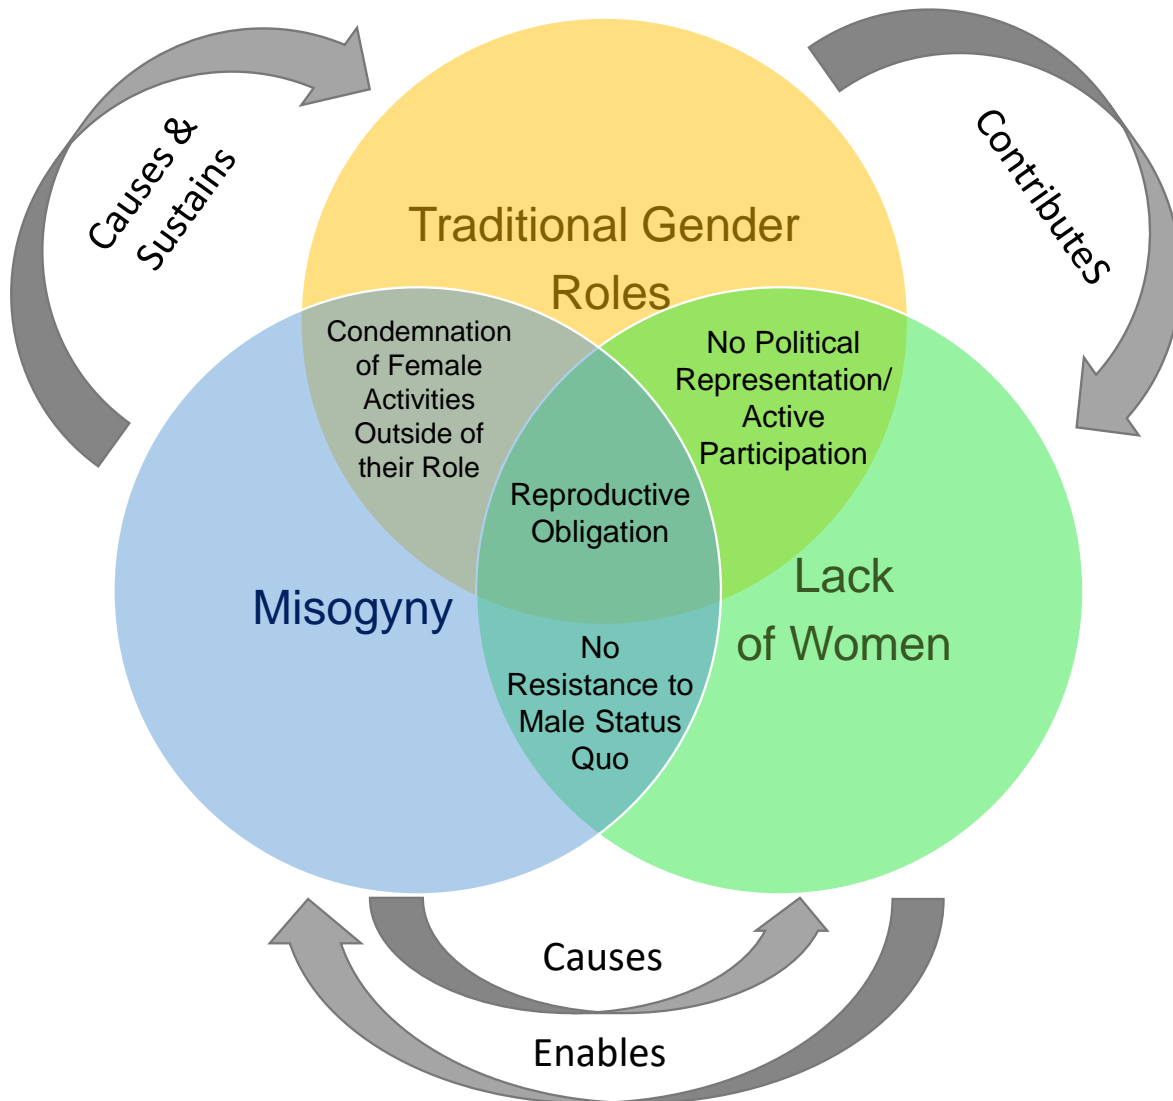 Causes &
Sustains
ContributeS
Traditional Gender
Roles
Condemnation
of Female
Activities
Outside of
their Role
No Political
Representation/
Active
Participation
Reproductive
Obligation
Misogyny
Lack
of Women
No
Resistance to
Male Status
Quo
Causes
Enables